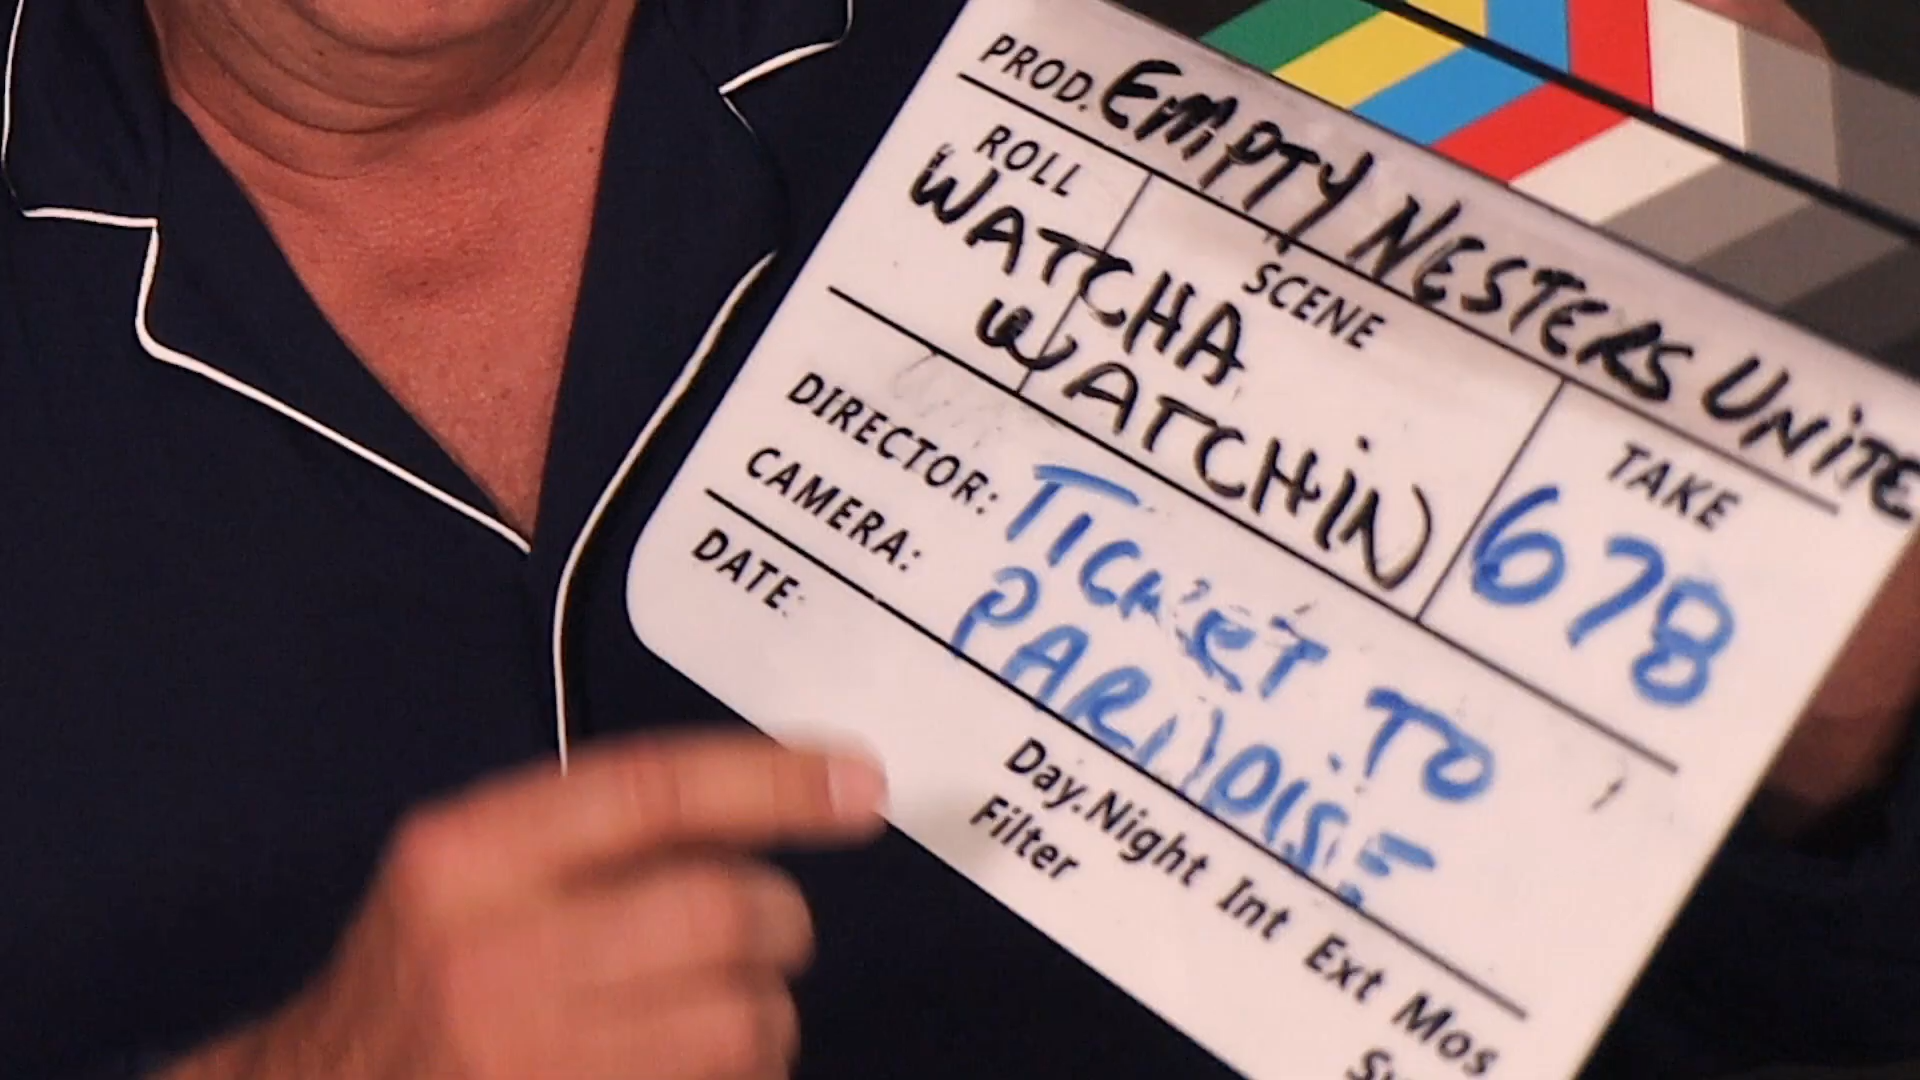 PROD. EMPTY NESTERS UNITE
ROLL
SCENE
TAKE
WATCHA
WATCHIN
678
DIRECTOR:
CAMERA:
TICKET TO
PARADISE
DATE:
Day.Night Int Ext Mos
Filter